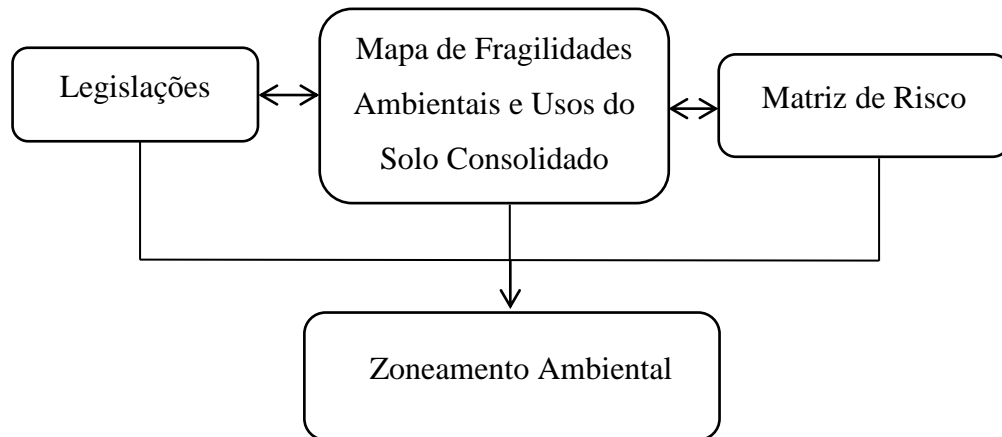 Legislações
Mapa de Fragilidades
Ambientais e Usos do
Solo Consolidado
Matriz de Risco
Zoneamento Ambiental